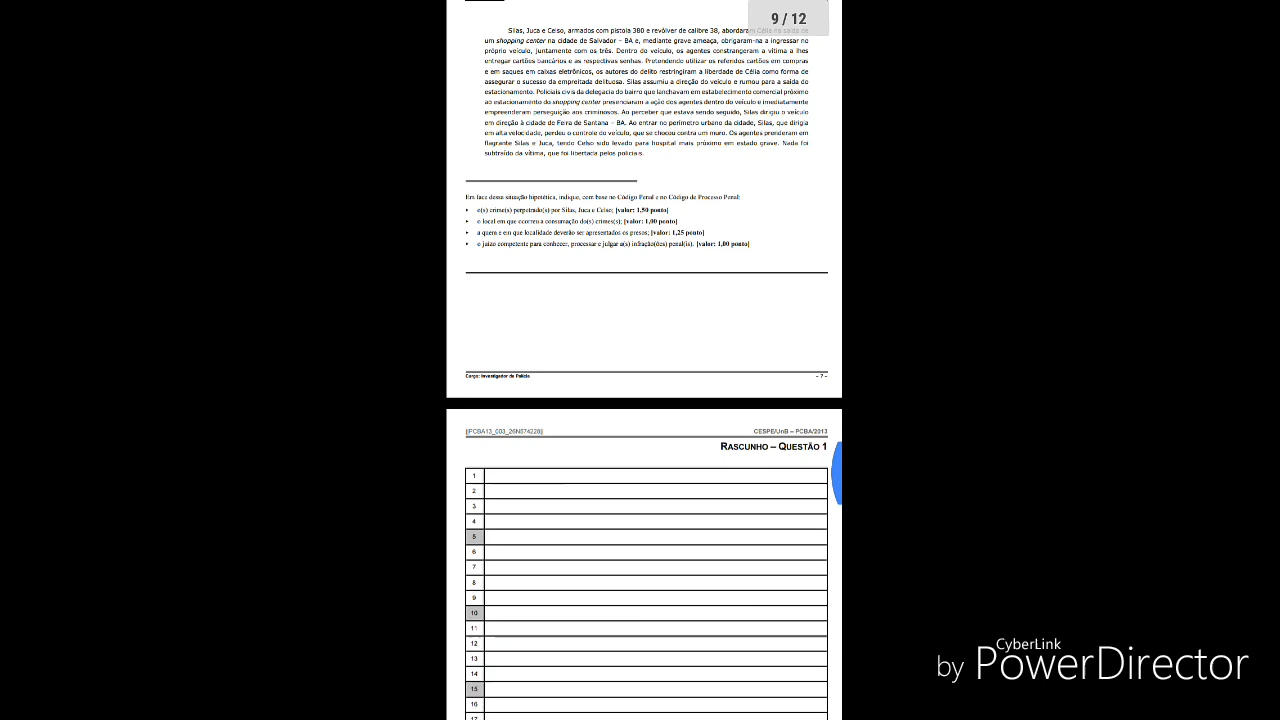 9 / 12
Silas, Juca e Celso, armados com pistola 380 e revólver de calibre 38, abordaram Célia na saída de
um shopping center na cidade de Salvador – BA e, mediante grave ameaça, obrigaram-na a ingressar no
próprio veículo, juntamente com os três. Dentro do veículo, os agentes constrangeram a vítima a lhes
entregar cartões bancários e as respectivas senhas. Pretendendo utilizar os referidos cartões em compras
e em saques em caixas eletrônicos, os autores do delito restringiram a liberdade de Célia como forma de
assegurar o sucesso da empreitada delituosa. Silas assumiu a direção do veículo e rumou para a saída do
estacionamento. Policiais civis da delegacia do bairro que lanchavam em estabelecimento comercial próximo
ao estacionamento do shopping center presenciaram a ação dos agentes dentro do veículo e imediatamente
empreenderam perseguição aos criminosos. Ao perceber que estava sendo seguido, Silas dirigiu o veículo
em direção à cidade de Feira de Santana – BA. Ao entrar no perímetro urbano da cidade, Silas, que dirigia
em alta velocidade, perdeu o controle do veículo, que se chocou contra um muro. Os agentes prenderam em
flagrante Silas e Juca, tendo Celso sido levado para hospital mais próximo em estado grave. Nada foi
subtraído da vítima, que foi libertada pelos policiais.
Em face dessa situação hipotética, indique, com base no Código Penal e no Código de Processo Penal:
• o(s) crime(s) perpetrado(s) por Silas, Juca e Celso; [valor: 1,50 ponto]
• o local em que ocorreu a consumação do(s) crimes(s); [valor: 1,00 ponto]
• a quem e em que localidade deverão ser apresentados os presos; [valor: 1,25 ponto]
• o juízo competente para conhecer, processar e julgar a(s) infração(ões) penal(is). [valor: 1,00 ponto]
Cargo: Investigador de Polícia – 7 –
||PCBA13_003_26N574228|| CESPE/UnB – PCBA/2013
RASCUNHO – QUESTÃO 1
1
2
3
4
5
6
7
8
9
10
11
12
13
14
15
16
17
CyberLink
by PowerDirector